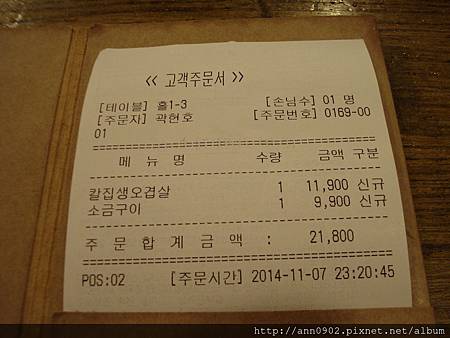 << 고객주문서 >>
[테이블] 홀1-3 [손님수] 01 명
[주문자] 곽헌호 [주문번호] 0169-00
01
메 뉴 명 수량 금액 구분
칼집생오겹살 1 11,900 신규
소금구이 1 9,900 신규
주 문 합 계 금 액 : 21,800
POS:02 [주문시간] 2014-11-07 23:20:45
http://ann0902.pixnet.net/album